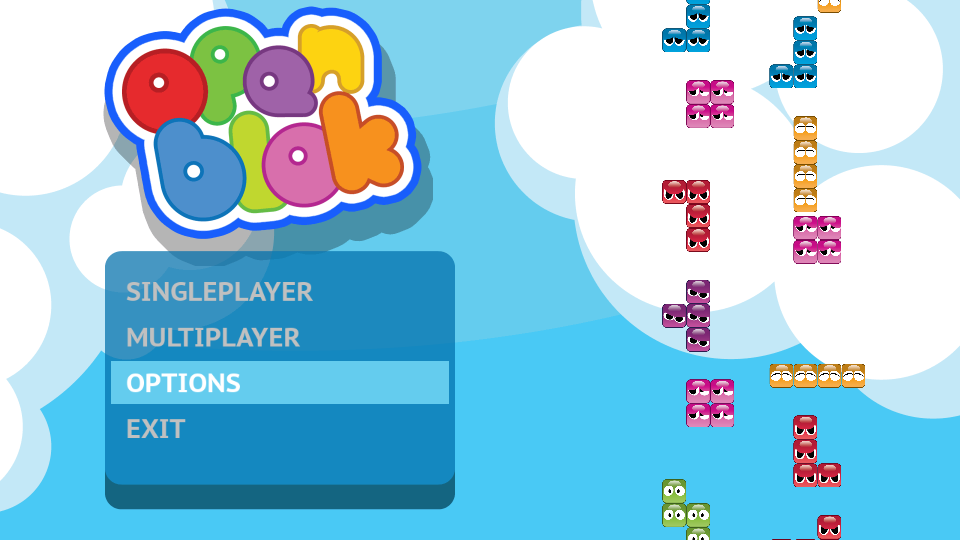 open
blok
SINGLEPLAYER
MULTIPLAYER
OPTIONS
EXIT